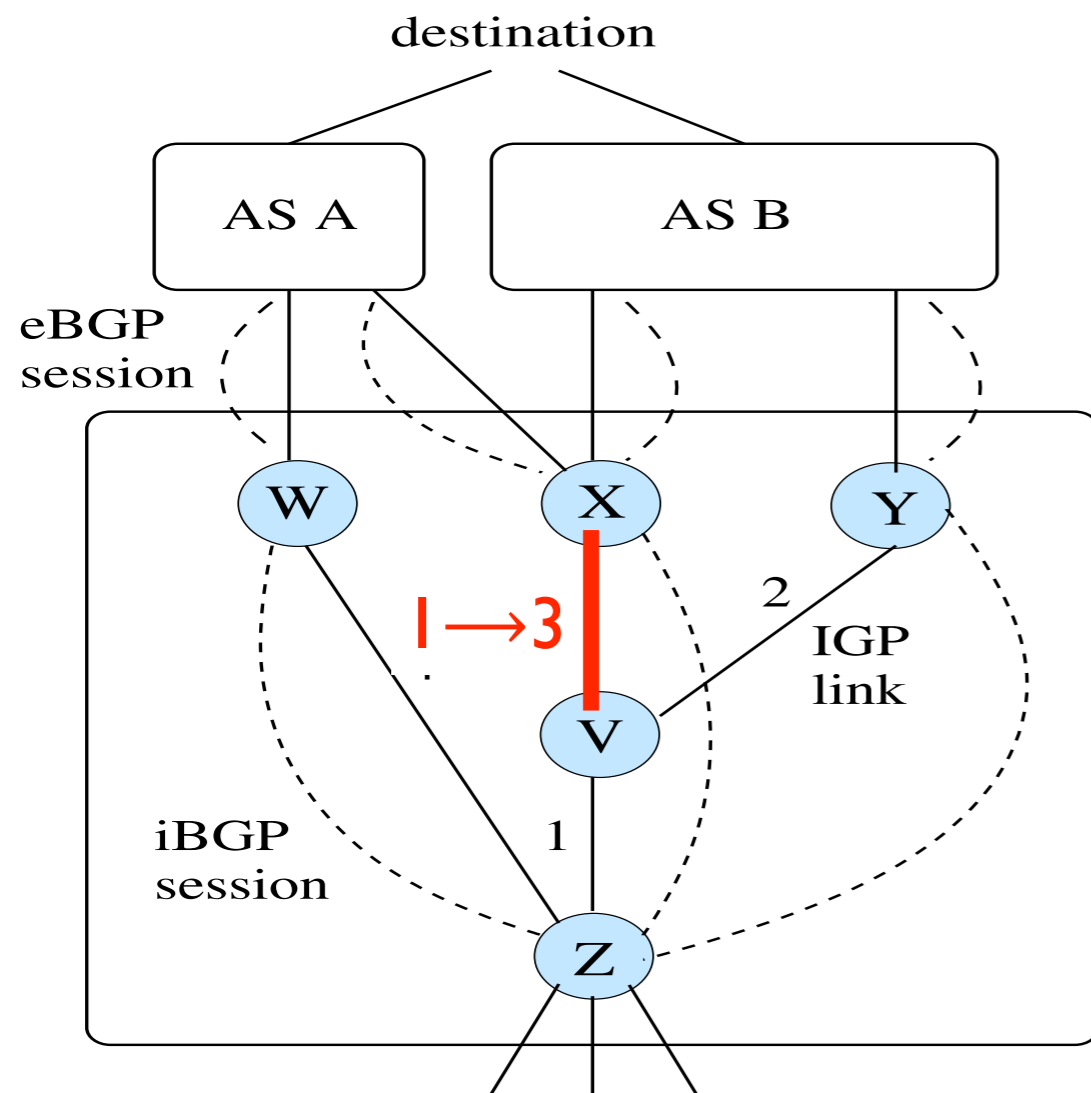 destination
AS A
AS B
eBGP
session
W
X
Y
1→3
2
IGP
link
V
iBGP
session
1
Z